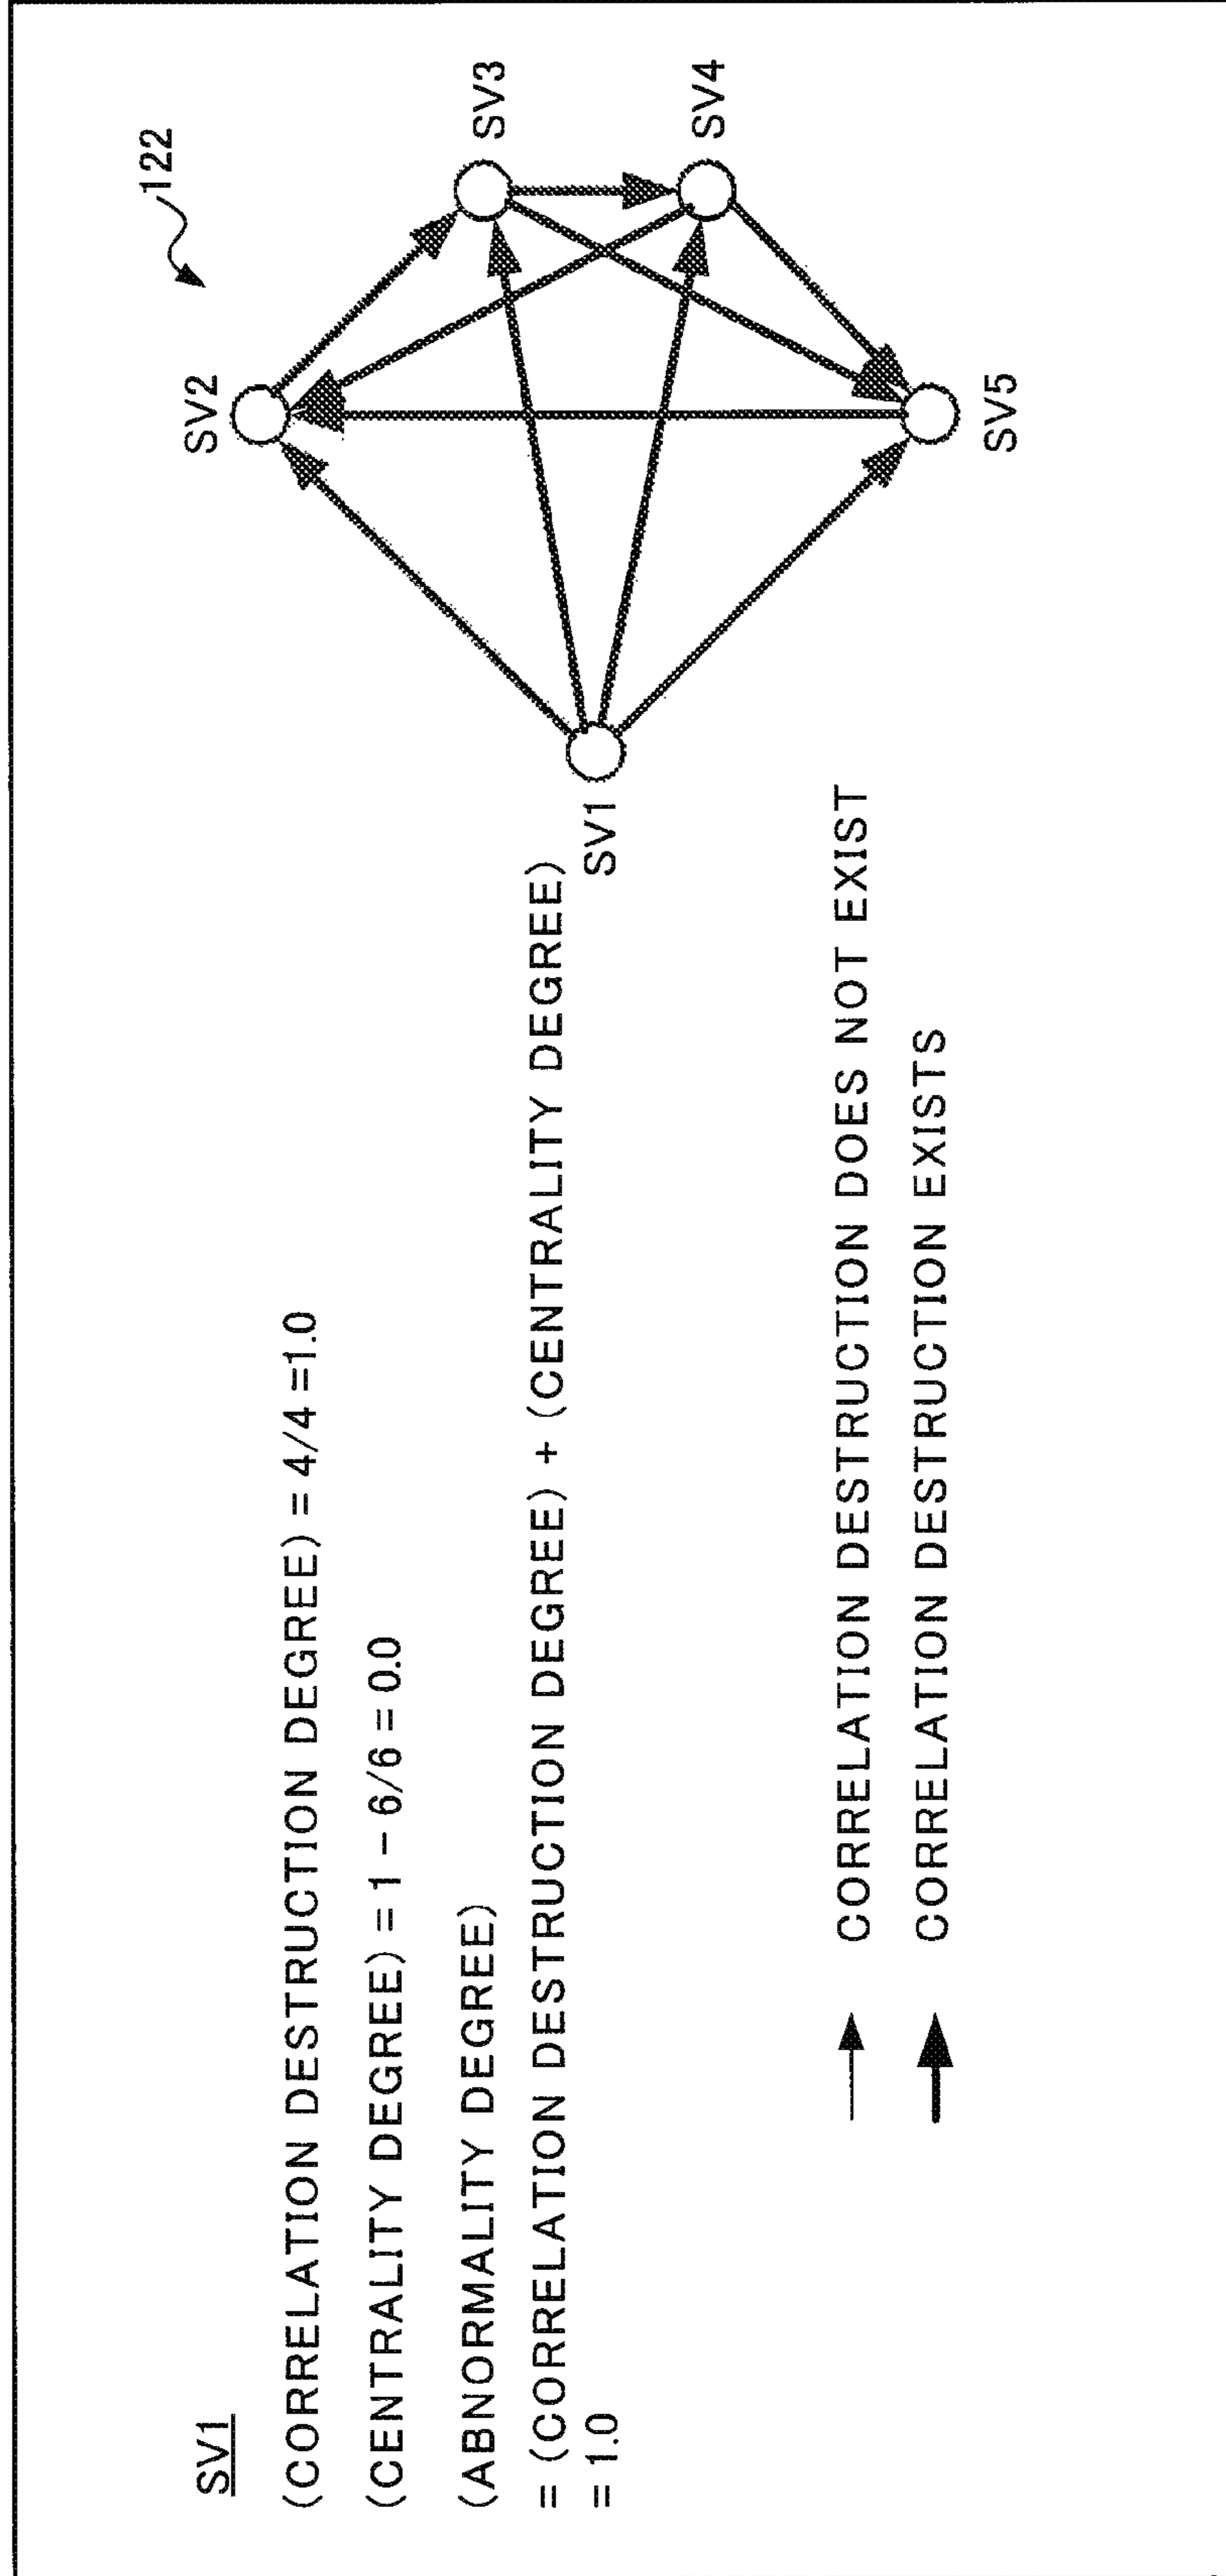 SV1
(CORRELATION DESTRUCTION DEGREE) = 4/4 =1.0
(CENTRALITY DEGREE) = 1 - 6/6 = 0.0
(ABNORMALITY DEGREE)
= (CORRELATION DESTRUCTION DEGREE) + (CENTRALITY DEGREE)
= 1.0
122
SV2
SV3
SV1
SV4
SV5
CORRELATION DESTRUCTION DOES NOT EXIST
CORRELATION DESTRUCTION EXISTS